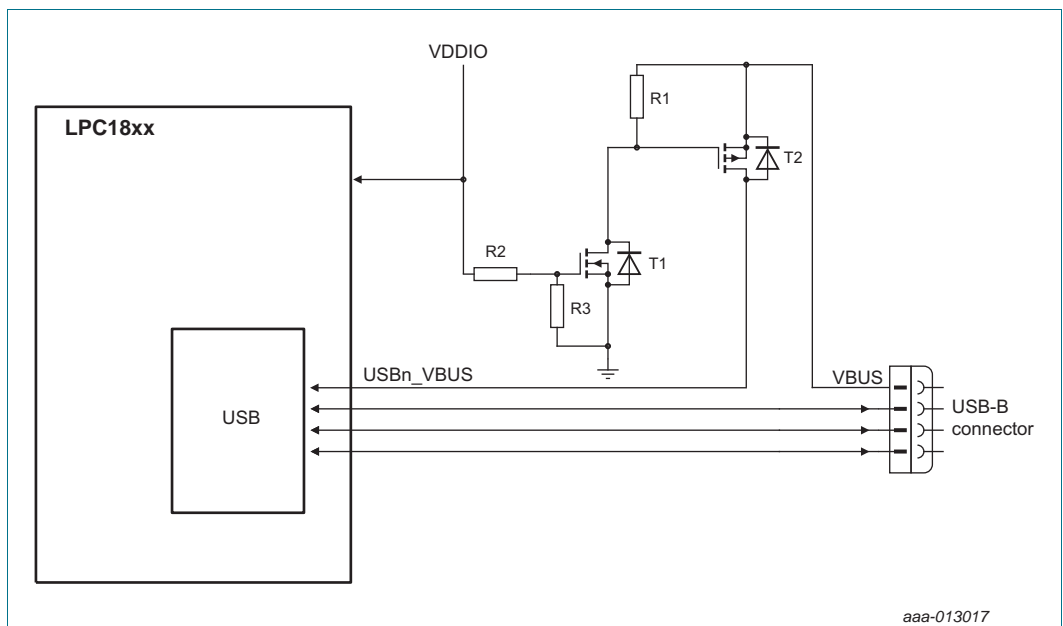 VDDIO
R1
LPC18xx
T2
R2
T1
R3
USBn_VBUS
VBUS
USB
USB-B
connector
aaa-013017